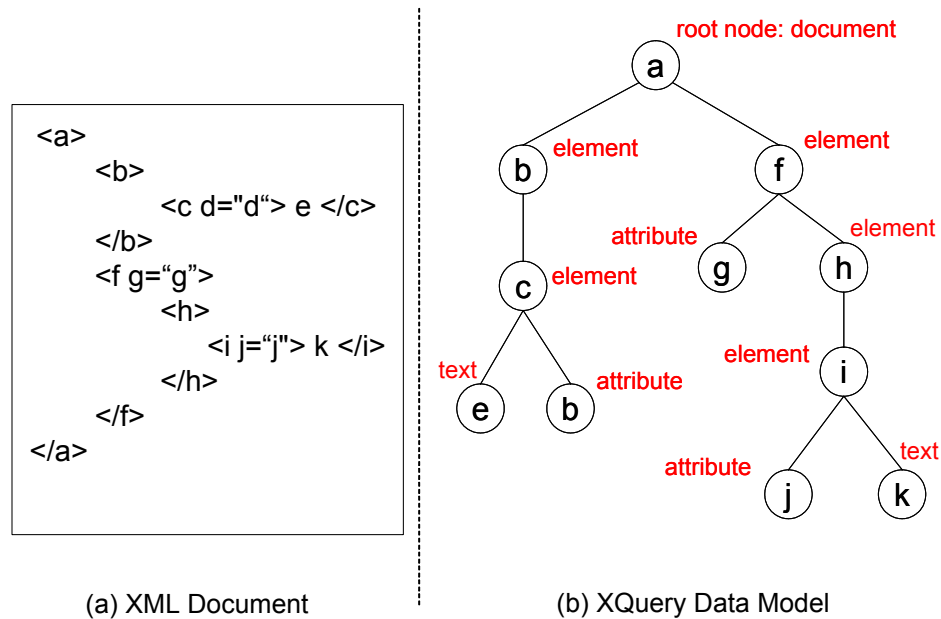 <a>
<b>
<c d="d“> e </c>
</b>
<f g=“g”>
<h>
<i j=“j"> k </i>
</h>
</f>
</a>
(a) XML Document
root node: document
a
b
element
element
f
attribute
g
element
h
c
element
element
i
text
e
b
attribute
attribute
j
text
k
(b) XQuery Data Model